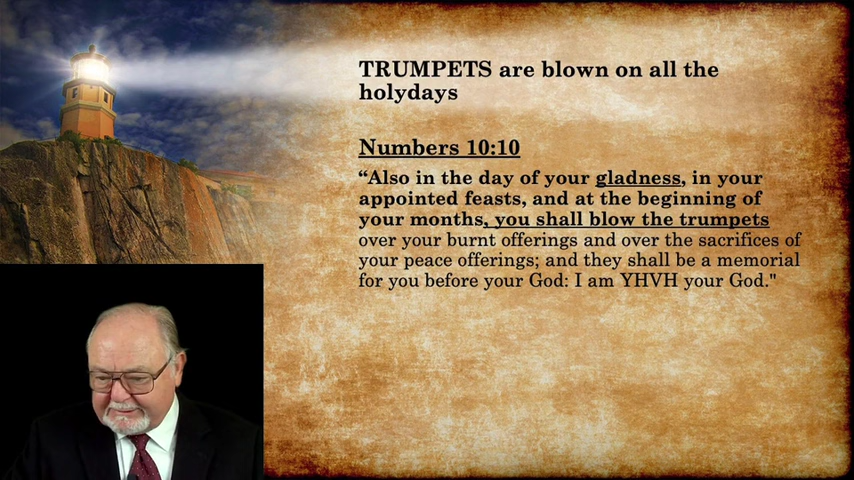 TRUMPETS are blown on all the
holydays
Numbers 10:10
“Also in the day of your gladness, in your
appointed feasts, and at the beginning of
your months, you shall blow the trumpets
over your burnt offerings and over the sacrifices of
your peace offerings; and they shall be a memorial
for you before your God: I am YHVH your God."